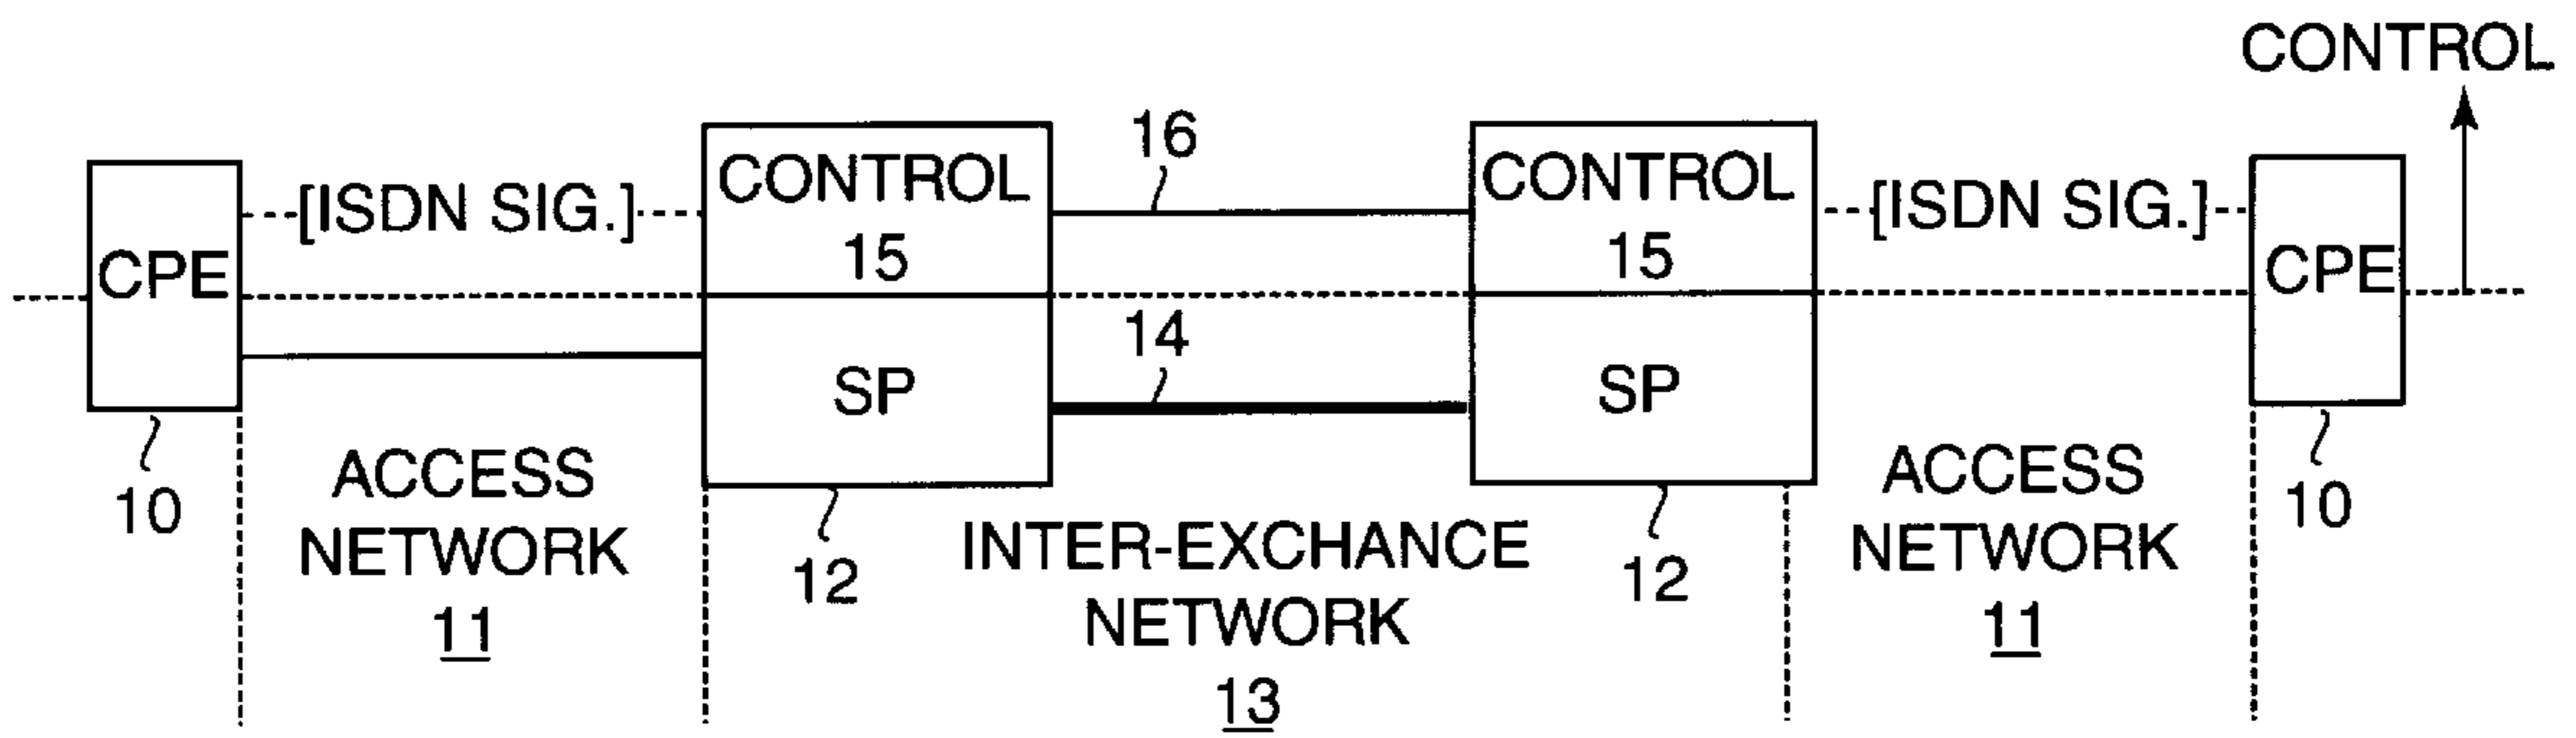 CONTROL
16
CONTROL
15
CONTROL
15
[ISDN SIG.]
[ISDN SIG.]
CPE
CPE
14
SP
SP
10
ACCESS
NETWORK
11
12
INTER-EXCHANCE
NETWORK
13
12
ACCESS
NETWORK
11
10